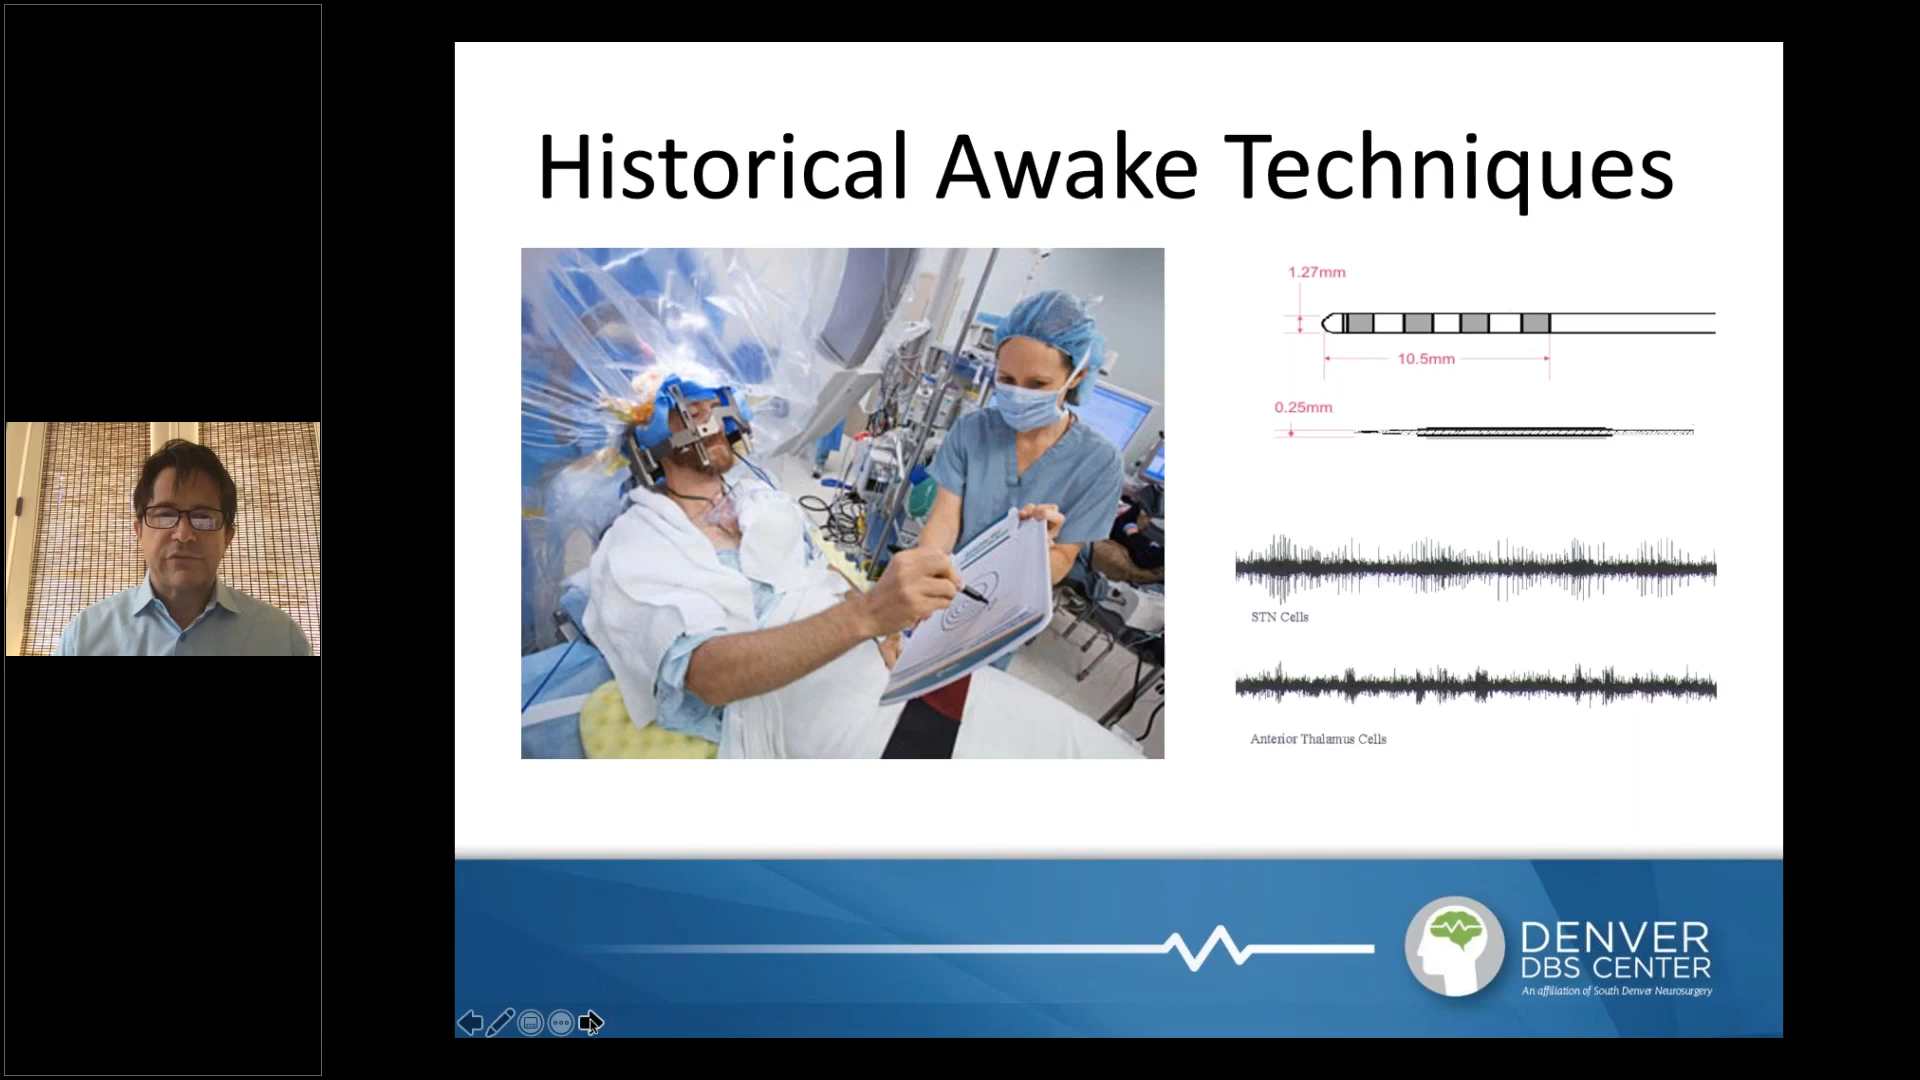 Historical Awake Techniques
1.27mm
10.5mm
0.25mm
STN Cells
Anterior Thalamus Cells
DENVER
DBS CENTER
An affiliation of South Denver Neurosurgery